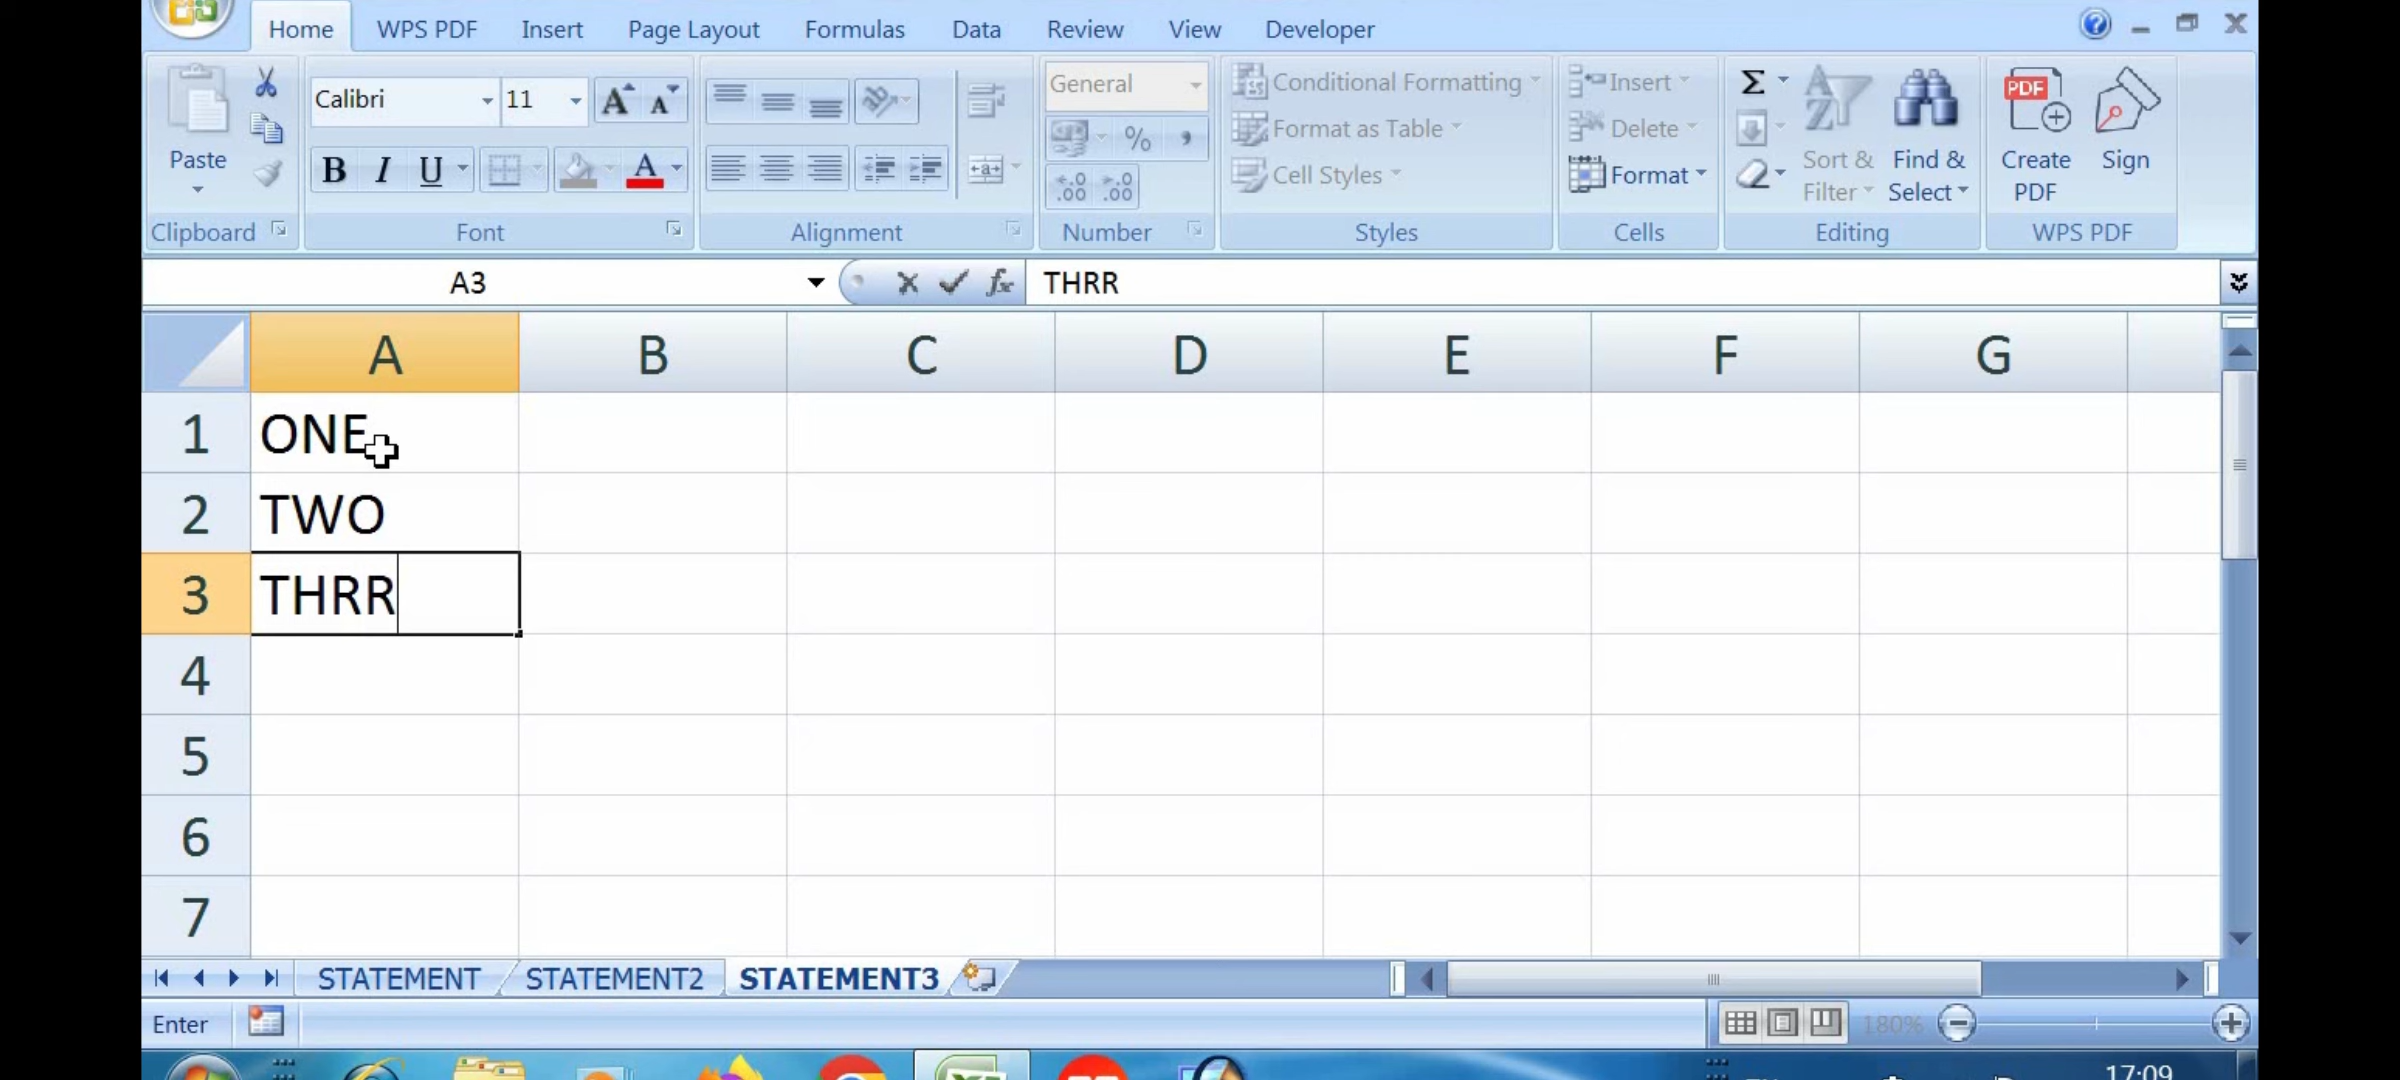 Home WPS PDF Insert Page Layout Formulas Data Review View Developer
Calibri 11 A A General Conditional Formatting Insert Σ
Paste B I U A % , Format as Table Delete Sort & Filter Find & Select Create PDF Sign
Cell Styles Format
Clipboard Font Alignment Number Styles Cells Editing WPS PDF
A3 fx THRR
A B C D E F G
1 ONE
2 TWO
3 THRR
4
5
6
7
STATEMENT STATEMENT2 STATEMENT3
Enter 180%
17:09